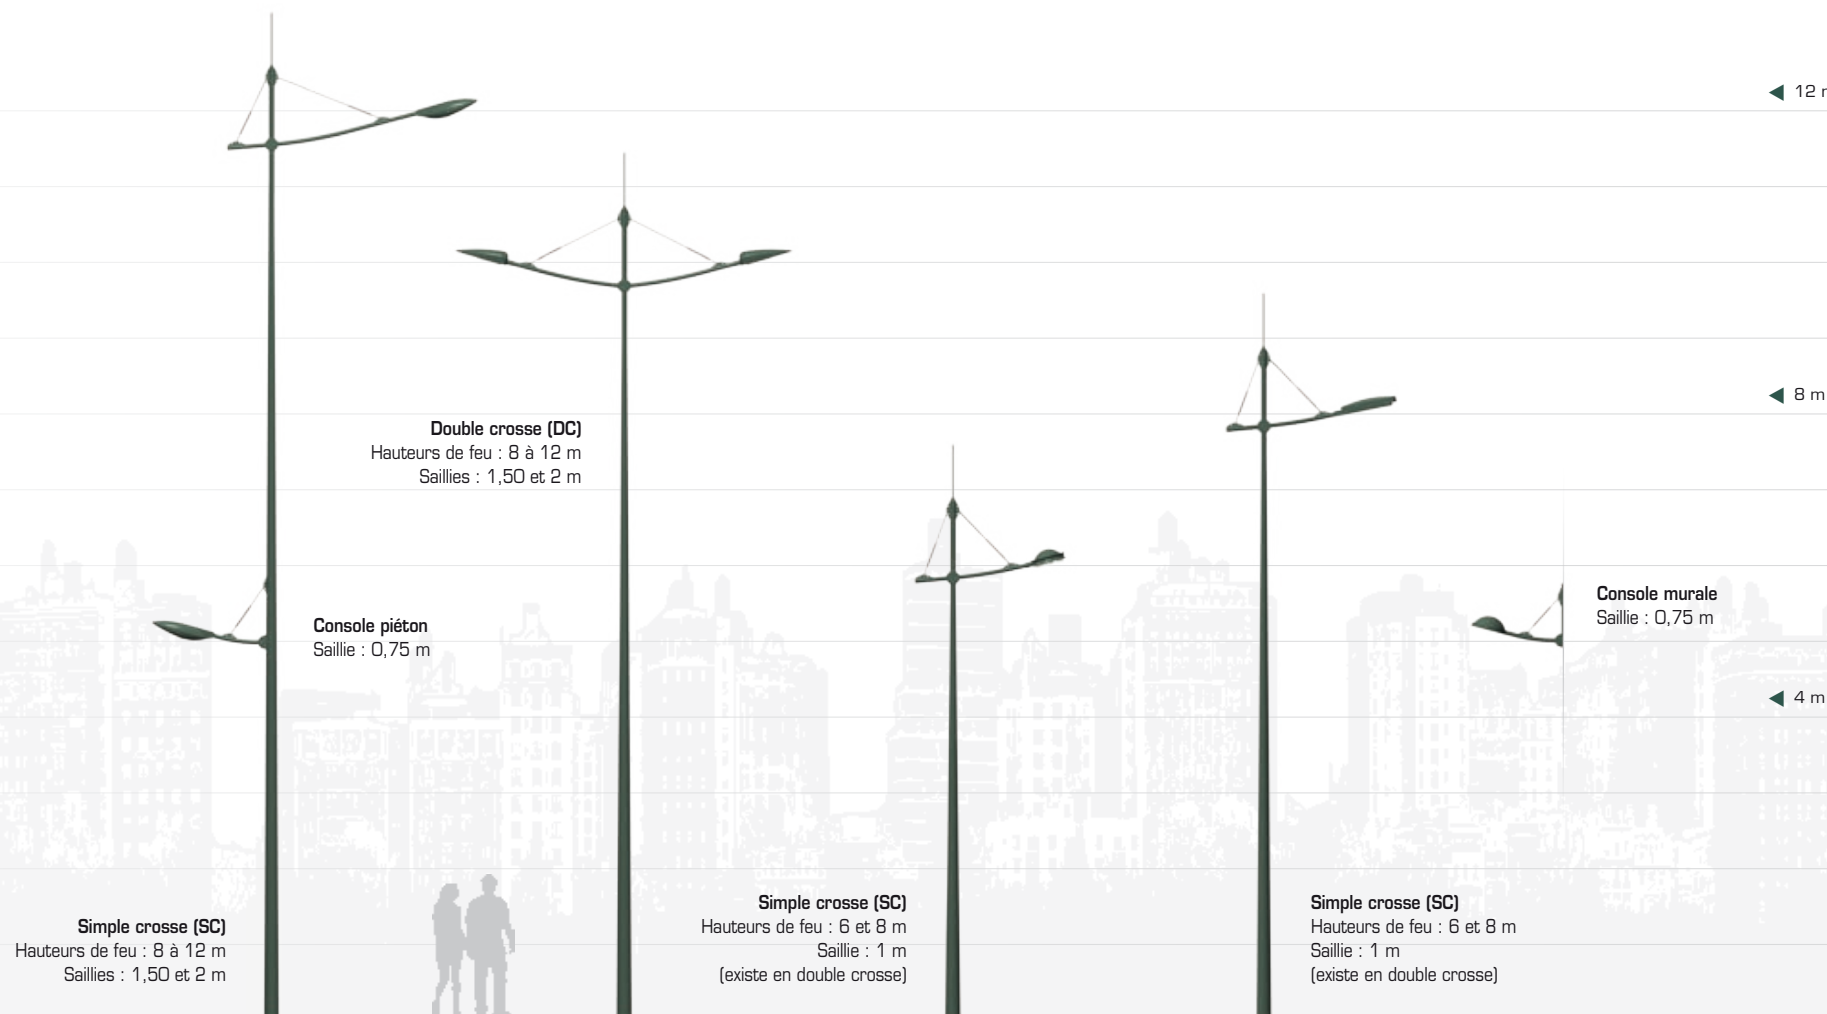 ◀ 12 m
◀ 8 m
Double crosse (DC)
Hauteurs de feu : 8 à 12 m
Saillies : 1,50 et 2 m
Console murale
Saillie : 0,75 m
Console piéton
Saillie : 0,75 m
◀ 4 m
Simple crosse (SC)
Hauteurs de feu : 8 à 12 m
Saillies : 1,50 et 2 m
Simple crosse (SC)
Hauteurs de feu : 6 et 8 m
Saillie : 1 m
(existe en double crosse)
Simple crosse (SC)
Hauteurs de feu : 6 et 8 m
Saillie : 1 m
(existe en double crosse)